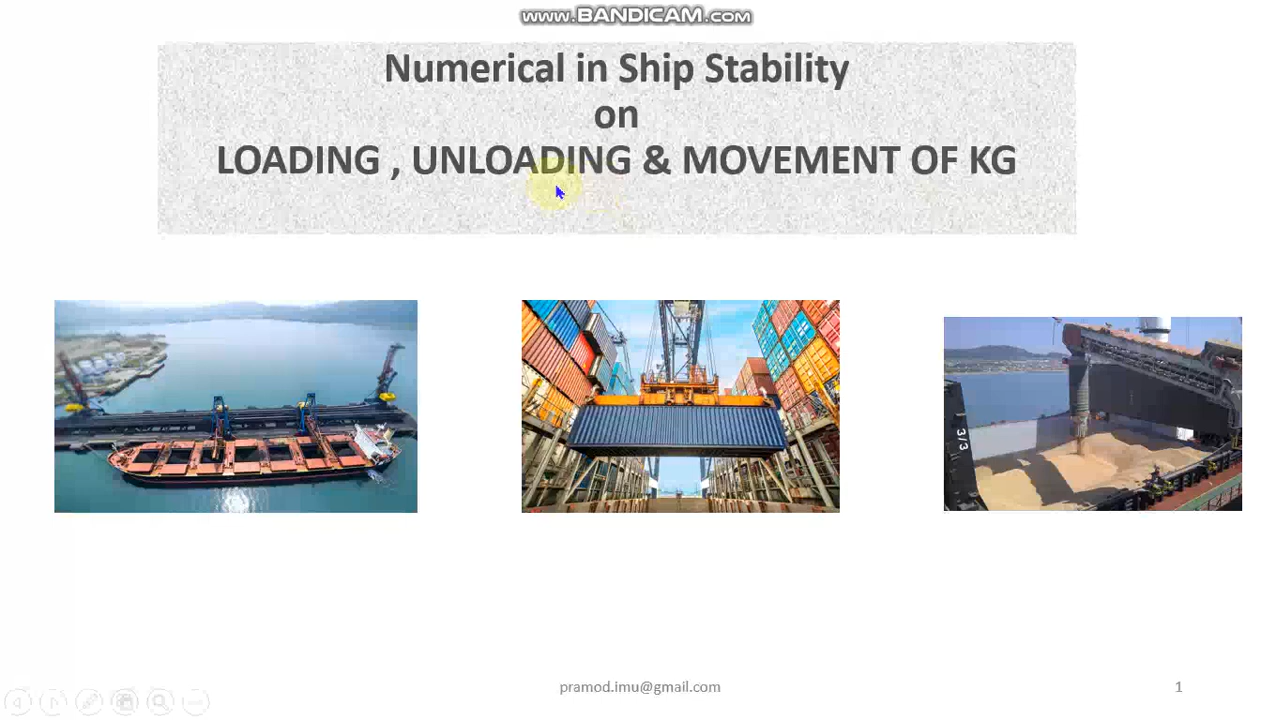 www.BANDICAM.com
Numerical in Ship Stability
on
LOADING , UNLOADING & MOVEMENT OF KG
3/3
pramod.imu@gmail.com
1